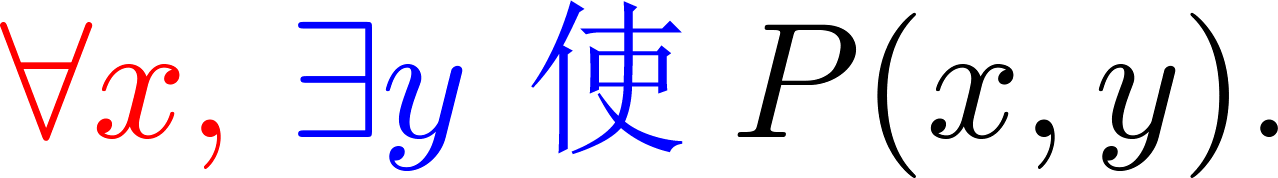 ∀x, ∃y 使 P(x, y).